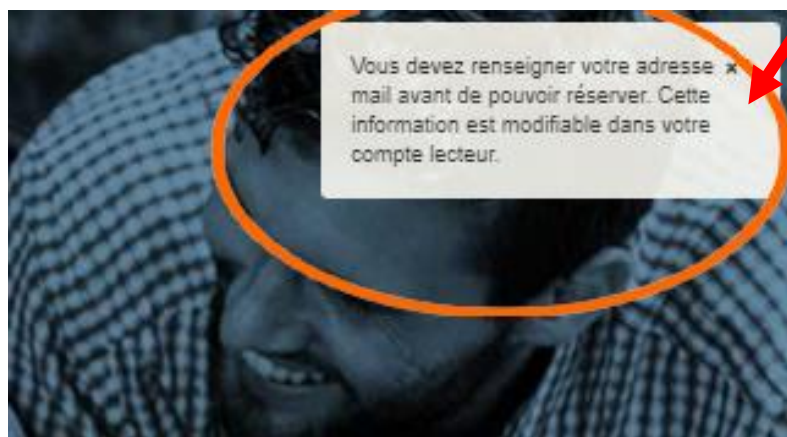 Vous devez renseigner votre adresse ×
mail avant de pouvoir réserver. Cette
information est modifiable dans votre
compte lecteur.